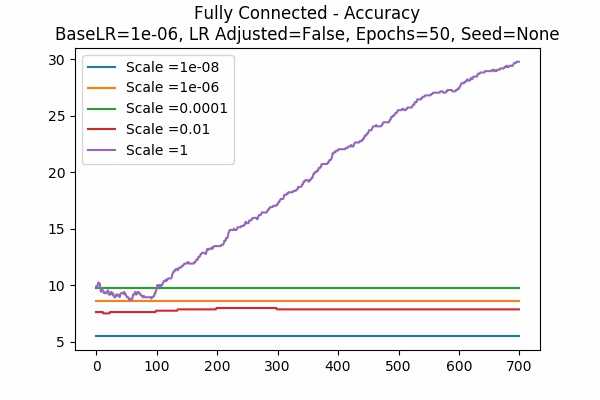 Fully Connected - Accuracy
BaseLR=1e-06, LR Adjusted=False, Epochs=50, Seed=None
Scale =1e-08
Scale =1e-06
Scale =0.0001
Scale =0.01
Scale =1
30
25
20
15
10
5
0
100
200
300
400
500
600
700